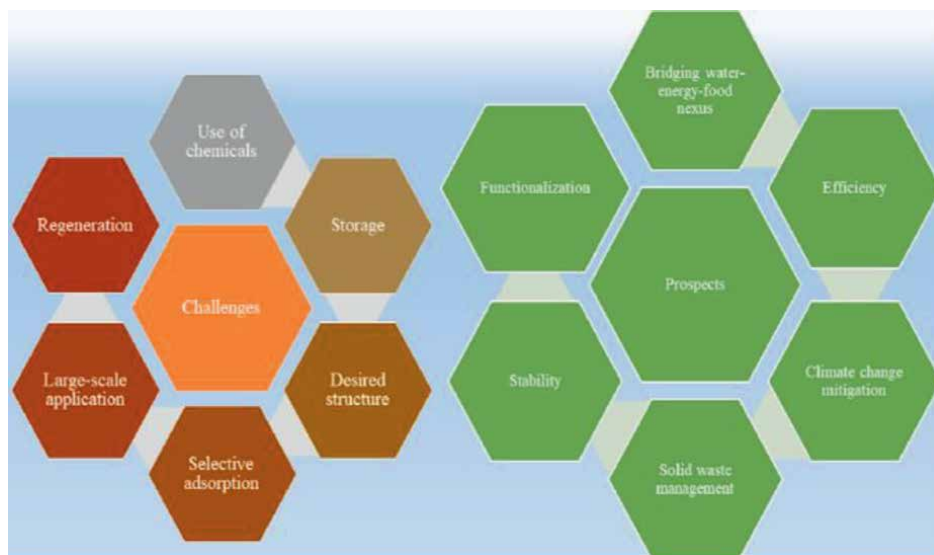 Use of
chemicals
Storage
Desired
structure
Selective
adsorption
Large-scale
application
Regeneration
Challenges
Bridging water-
energy-food
nexus
Efficiency
Climate change
mitigation
Solid waste
management
Stability
Functionalization
Prospects